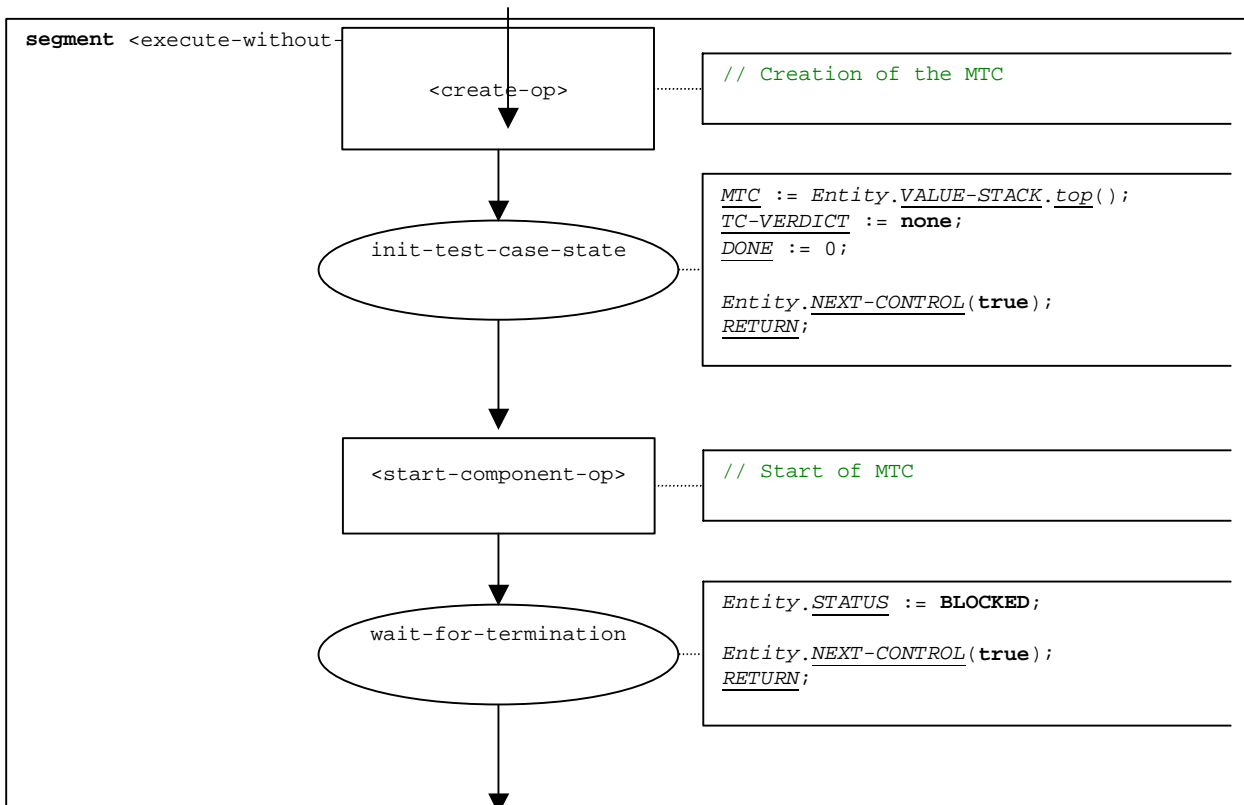 segment <execute-without-
<create-op>
// Creation of the MTC
MTC := Entity.VALUE-STACK.top();
TC-VERDICT := none;
DONE := 0;
Entity.NEXT-CONTROL(true);
RETURN;
init-test-case-state
<start-component-op>
// Start of MTC
Entity.STATUS := BLOCKED;
Entity.NEXT-CONTROL(true);
RETURN;
wait-for-termination